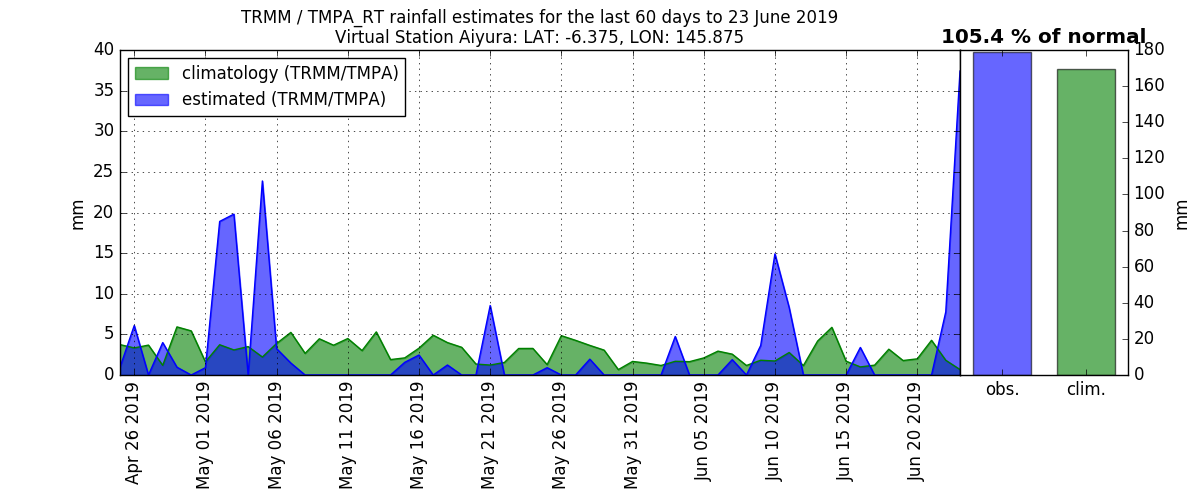 TRMM / TMPA_RT rainfall estimates for the last 60 days to 23 June 2019
Virtual Station Aiyura: LAT: -6.375, LON: 145.875
105.4 % of normal
climatology (TRMM/TMPA)
estimated (TRMM/TMPA)
40
35
30
25
20
15
10
5
0
mm
Apr 26 2019
May 01 2019
May 06 2019
May 11 2019
May 16 2019
May 21 2019
May 26 2019
May 31 2019
Jun 05 2019
Jun 10 2019
Jun 15 2019
Jun 20 2019
180
160
140
120
100
80
60
40
20
0
mm
obs.
clim.